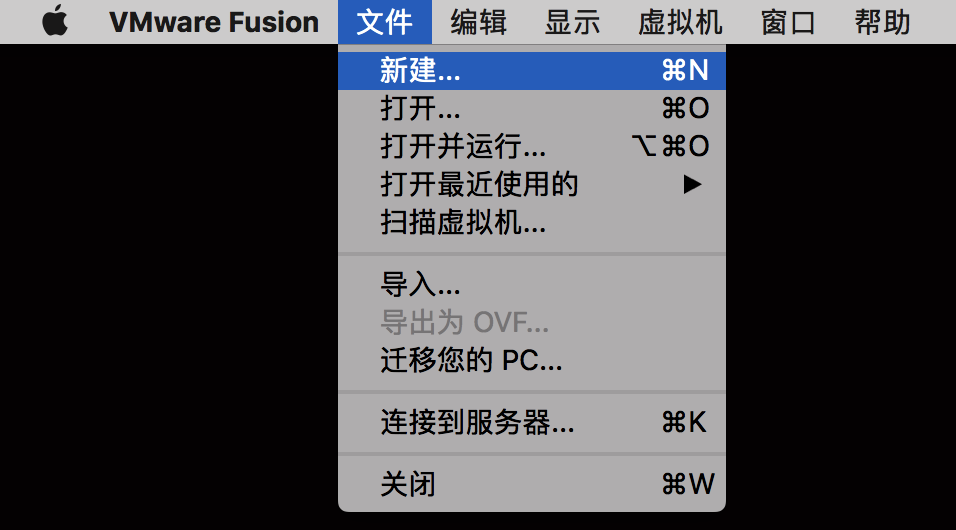 VMware Fusion 文件 编辑 显示 虚拟机 窗口 帮助
新建... ⌘N
打开... ⌘O
打开并运行... ⌥⌘O
打开最近使用的 ▶
扫描虚拟机...
导入...
导出为 OVF...
迁移您的 PC...
连接到服务器... ⌘K
关闭 ⌘W